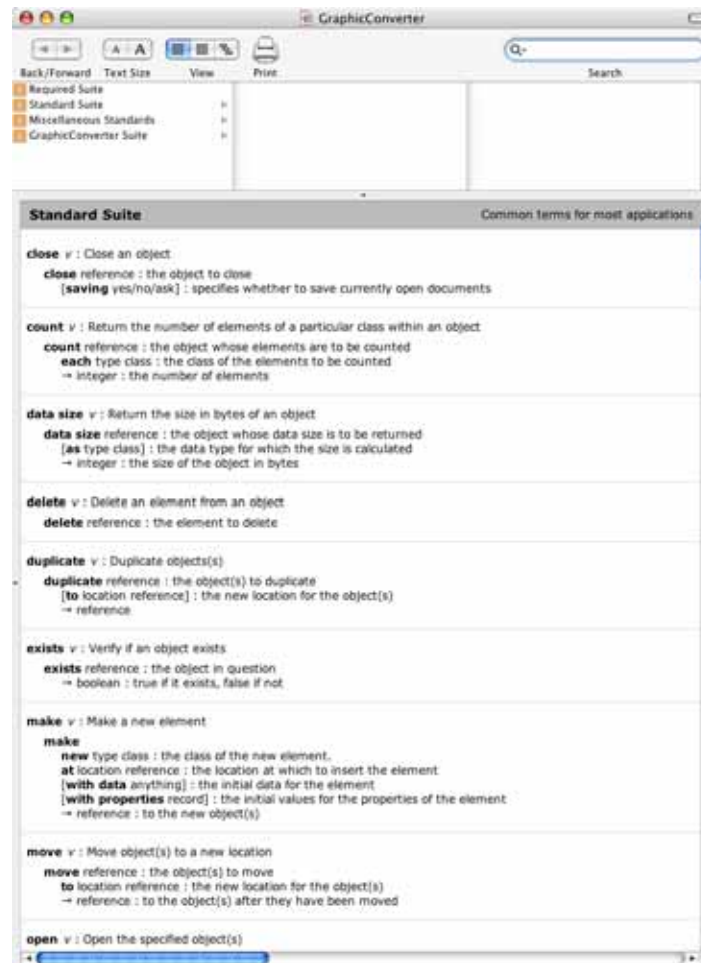 GraphicConverter
A A
Back/Forward Text Size View Print Search
Required Suite
Standard Suite
Miscellaneous Standards
GraphicConverter Suite
Standard Suite Common terms for most applications
close v : Close an object
close reference : the object to close
[saving yes/no/ask] : specifies whether to save currently open documents
count v : Return the number of elements of a particular class within an object
count reference : the object whose elements are to be counted
each type class : the class of the elements to be counted
→ integer : the number of elements
data size v : Return the size in bytes of an object
data size reference : the object whose data size is to be returned
[as type class] : the data type for which the size is calculated
→ integer : the size of the object in bytes
delete v : Delete an element from an object
delete reference : the element to delete
duplicate v : Duplicate objects(s)
duplicate reference : the object(s) to duplicate
[to location reference] : the new location for the object(s)
→ reference
exists v : Verify if an object exists
exists reference : the object in question
→ boolean : true if it exists, false if not
make v : Make a new element
make
new type class : the class of the new element.
at location reference : the location at which to insert the element
[with data anything] : the initial data for the element
[with properties record] : the initial values for the properties of the element
→ reference : to the new object(s)
move v : Move object(s) to a new location
move reference : the object(s) to move
to location reference : the new location for the object(s)
→ reference : to the object(s) after they have been moved
open v : Open the specified object(s)